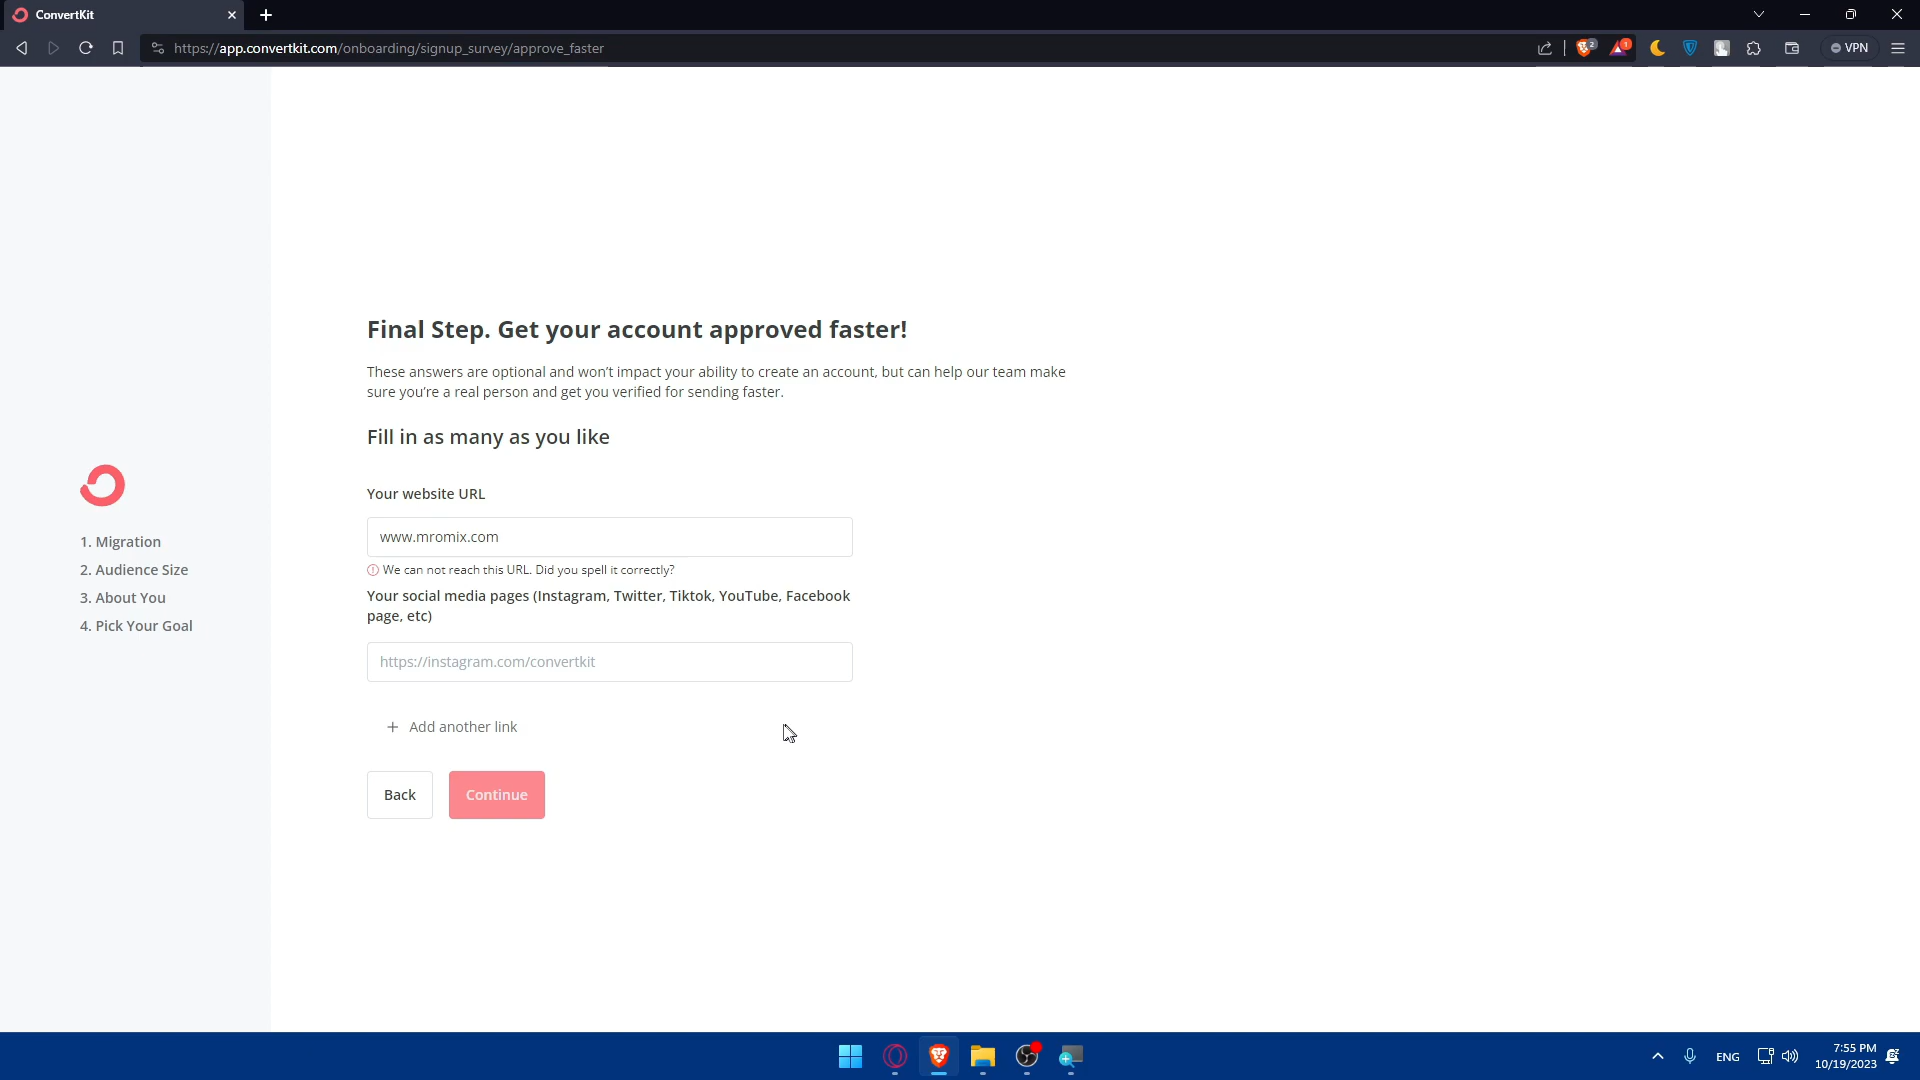 ConvertKit
https://app.convertkit.com/onboarding/signup_survey/approve_faster
2
1
VPN
Final Step. Get your account approved faster!
These answers are optional and won't impact your ability to create an account, but can help our team make
sure you're a real person and get you verified for sending faster.
Fill in as many as you like
Your website URL
www.mromix.com
We can not reach this URL. Did you spell it correctly?
Your social media pages (Instagram, Twitter, Tiktok, YouTube, Facebook
page, etc)
https://instagram.com/convertkit
+ Add another link
Back
Continue
1. Migration
2. Audience Size
3. About You
4. Pick Your Goal
ENG
7:55 PM
10/19/2023